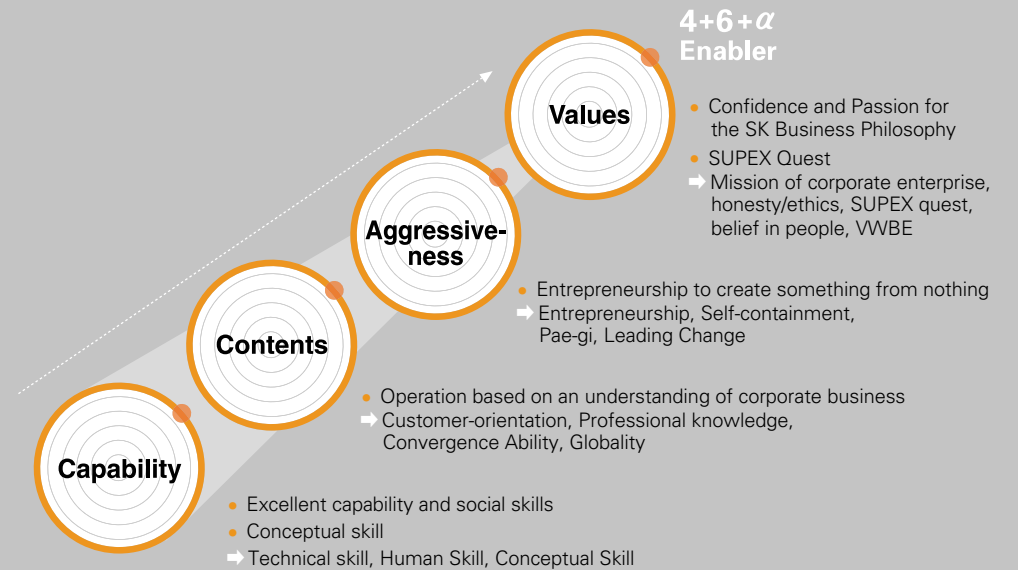 4+6+α
Enabler
Values
• Confidence and Passion for
the SK Business Philosophy
• SUPEX Quest
➡ Mission of corporate enterprise,
honesty/ethics, SUPEX quest,
belief in people, VWBE
Aggressive-
ness
• Entrepreneurship to create something from nothing
➡ Entrepreneurship, Self-containment,
Pae-gi, Leading Change
Contents
• Operation based on an understanding of corporate business
➡ Customer-orientation, Professional knowledge,
Convergence Ability, Globality
Capability
• Excellent capability and social skills
• Conceptual skill
➡ Technical skill, Human Skill, Conceptual Skill